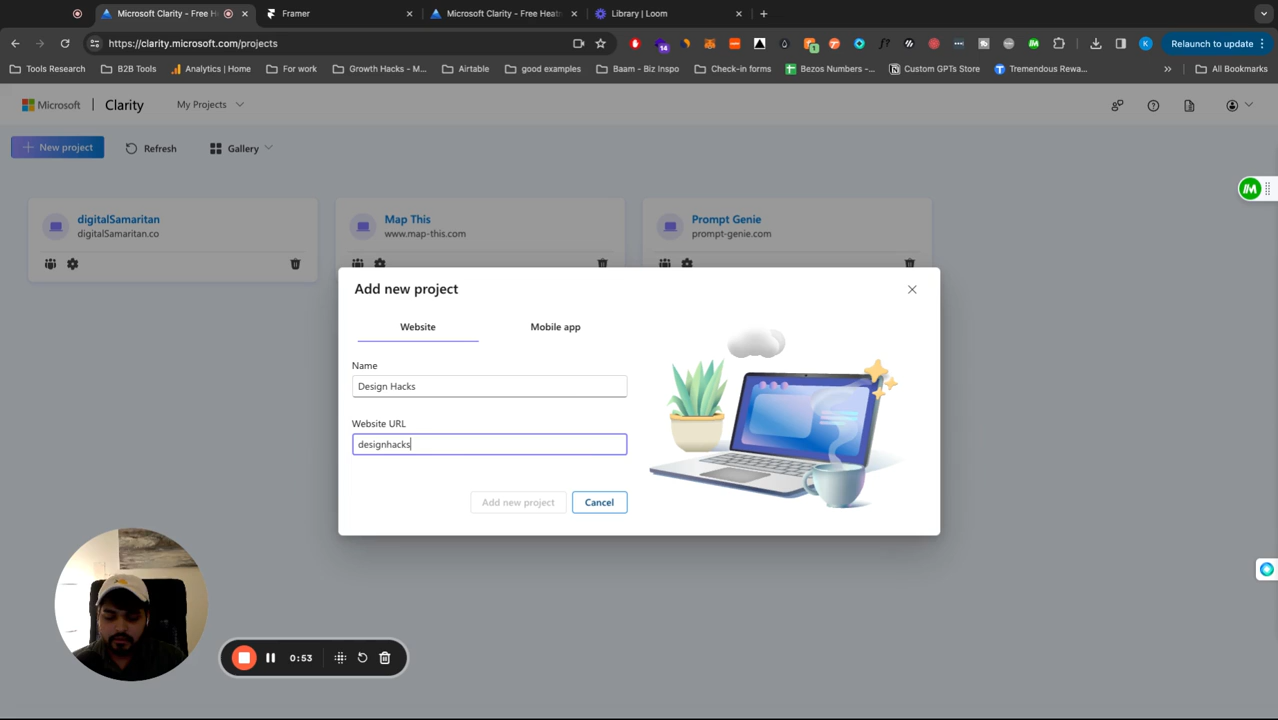 Microsoft Clarity - Free H
Framer
Microsoft Clarity - Free Heat
Library | Loom
https://clarity.microsoft.com/projects
14
1
K
Relaunch to update
Tools Research
B2B Tools
Analytics | Home
For work
Growth Hacks - M...
Airtable
good examples
Baam - Biz Inspo
Check-in forms
Bezos Numbers -...
Custom GPTs Store
Tremendous Rewa...
All Bookmarks
Microsoft
Clarity
My Projects
New project
Refresh
Gallery
digitalSamaritan
digitalSamaritan.co
Map This
www.map-this.com
Prompt Genie
prompt-genie.com
Add new project
Website
Mobile app
Name
Design Hacks
Website URL
designhacks
Add new project
Cancel
0:53